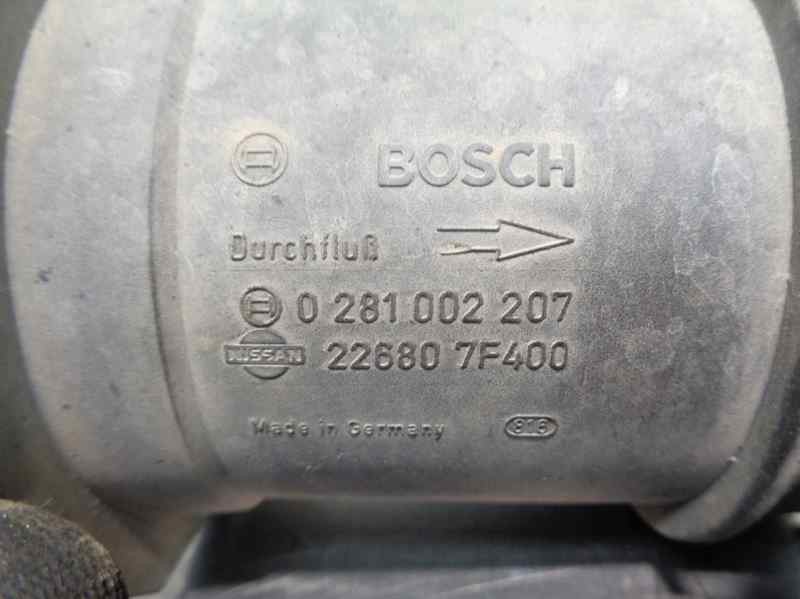 BOSCH
Durchfluß
0 281 002 207
NISSAN 22680 7F400
Made in Germany 816